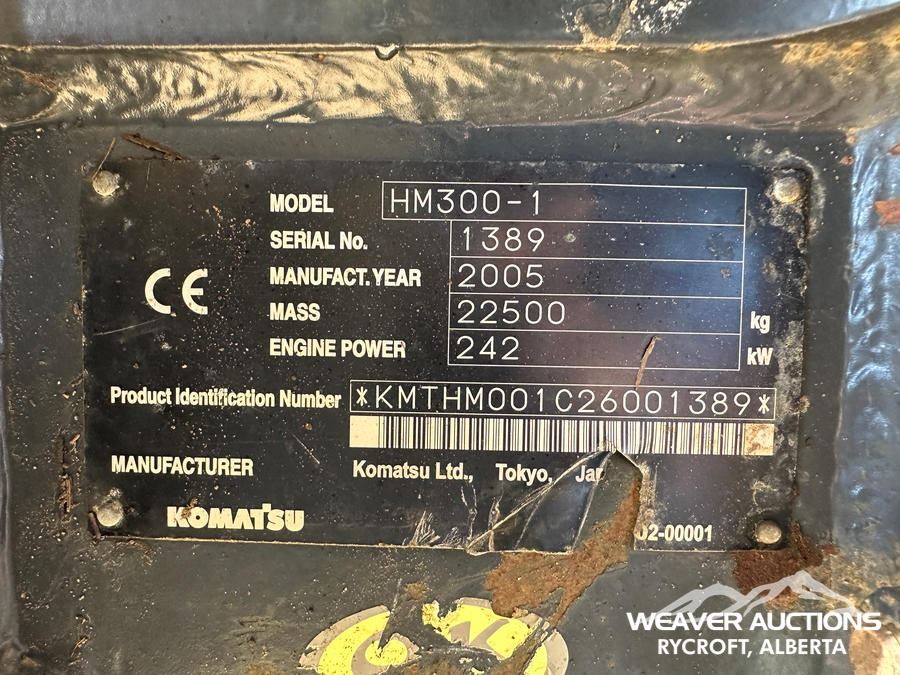 MODEL HM300-1
SERIAL No. 1389
MANUFACT. YEAR 2005
CE
MASS 22500 kg
ENGINE POWER 242 kW
Product Identification Number *KMTHM001C26001389*
MANUFACTURER Komatsu Ltd., Tokyo, Jap
KOMATSU
02-00001
WEAVER AUCTIONS
RYCROFT, ALBERTA